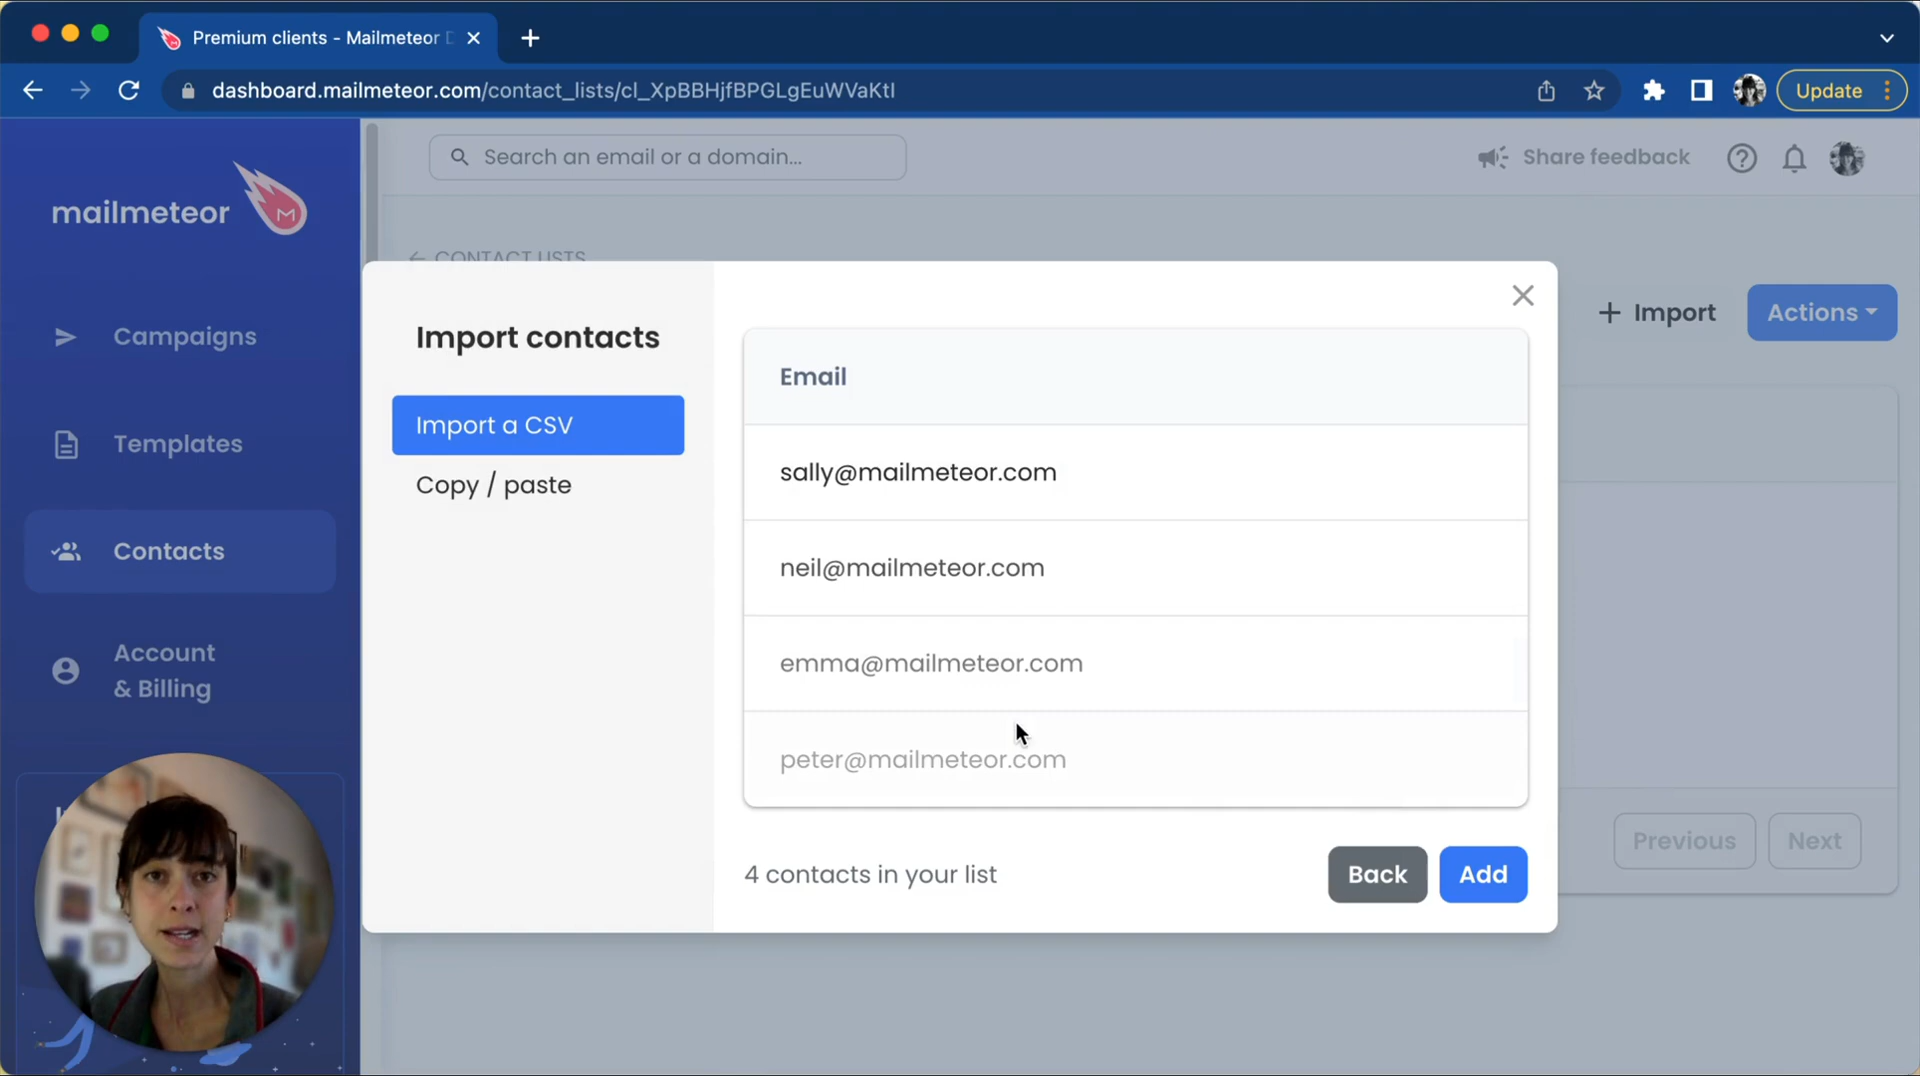 Premium clients - Mailmeteor
dashboard.mailmeteor.com/contact_lists/cl_XpBBHjfBPGLgEuWVaKtI
Update
mailmeteor
Search an email or a domain...
Share feedback
CONTACT LISTS
Import
Actions
Campaigns
Templates
Contacts
Account
& Billing
Import contacts
Import a CSV
Copy / paste
Email
sally@mailmeteor.com
neil@mailmeteor.com
emma@mailmeteor.com
peter@mailmeteor.com
4 contacts in your list
Back
Add
Previous
Next